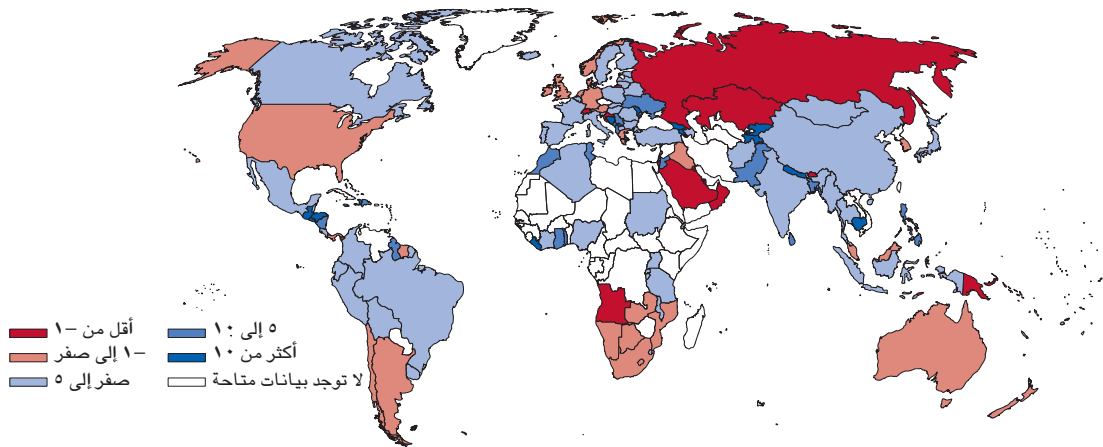 أقل من –١
–١ إلى صفر
صفر إلى ٥
٥ إلى ١٠
أكثر من ١٠
لا توجد بيانات متاحة